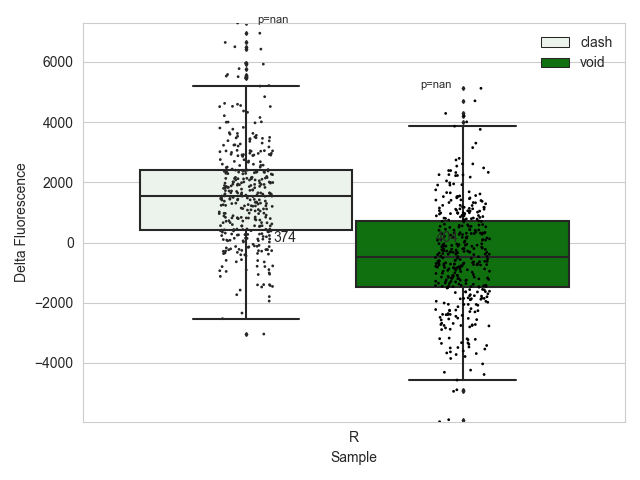 p=nan
clash
void
p=nan
6000
4000
2000
0
−2000
−4000
Delta Fluorescence
374
R
Sample